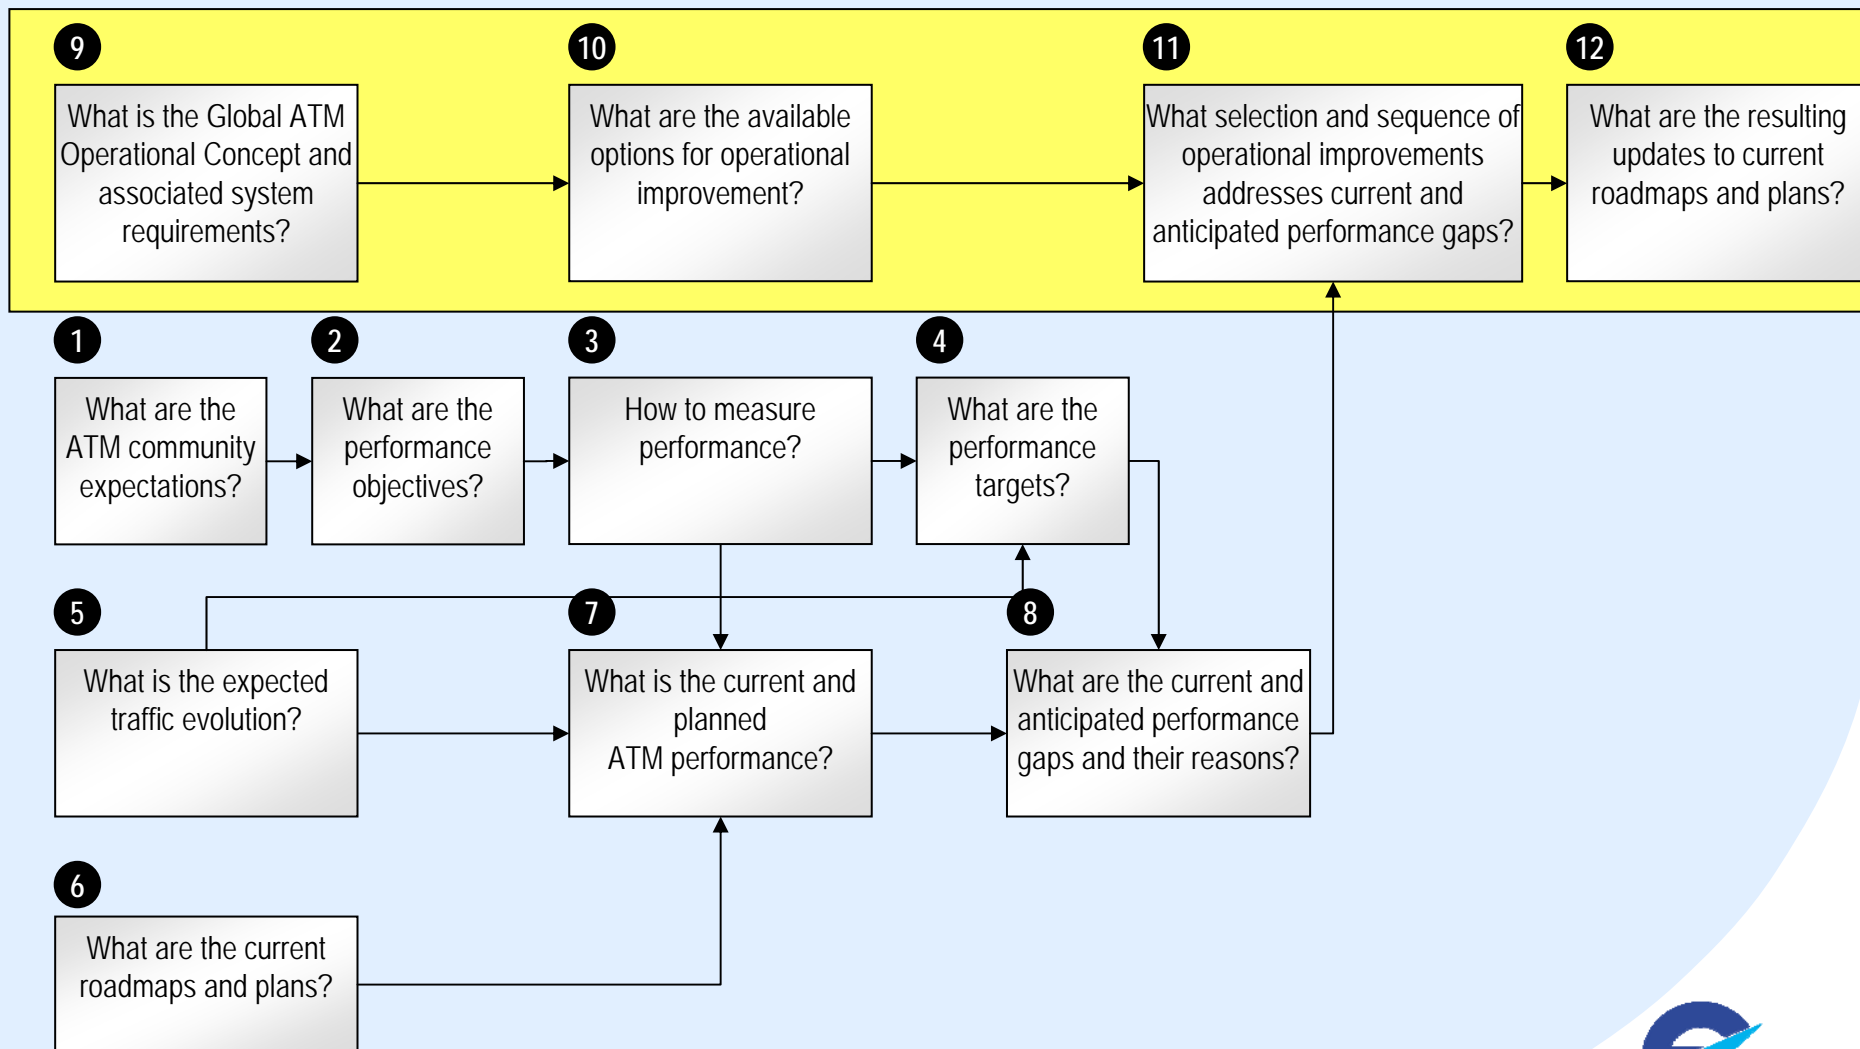 9
What is the Global ATM
Operational Concept and
associated system
requirements?
10
What are the available
options for operational
improvement?
11
What selection and sequence of
operational improvements
addresses current and
anticipated performance gaps?
12
What are the resulting
updates to current
roadmaps and plans?
1
What are the
ATM community
expectations?
2
What are the
performance
objectives?
3
How to measure
performance?
4
What are the
performance
targets?
5
What is the expected
traffic evolution?
7
What is the current and
planned
ATM performance?
8
What are the current and
anticipated performance
gaps and their reasons?
6
What are the current
roadmaps and plans?